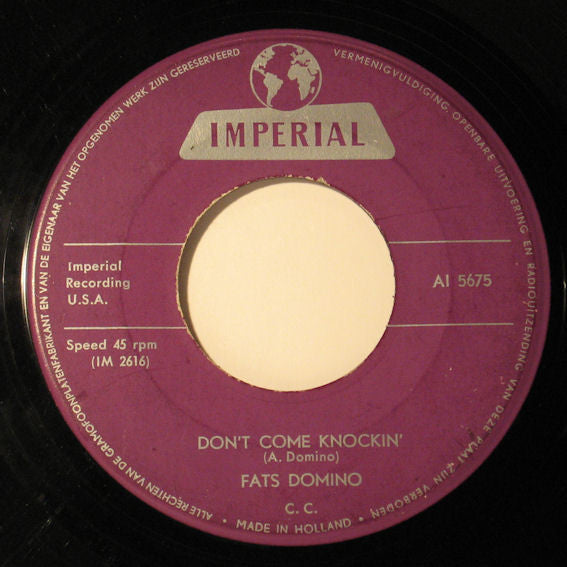 ALLE RECHTEN VAN DE GRAMOFOONPLATENFABRIKANT EN VAN DE EIGENAAR VAN HET OPGENOMEN WERK ZIJN GERESERVEERD
VERMENIGVULDIGING, OPENBARE UITVOERING EN RADIOUITZENDING VAN DEZE PLAAT ZIJN VERBODEN
IMPERIAL
Imperial
Recording
U.S.A.
AI 5675
Speed 45 rpm
(IM 2616)
DON'T COME KNOCKIN'
(A. Domino)
FATS DOMINO
C. C.
• MADE IN HOLLAND •